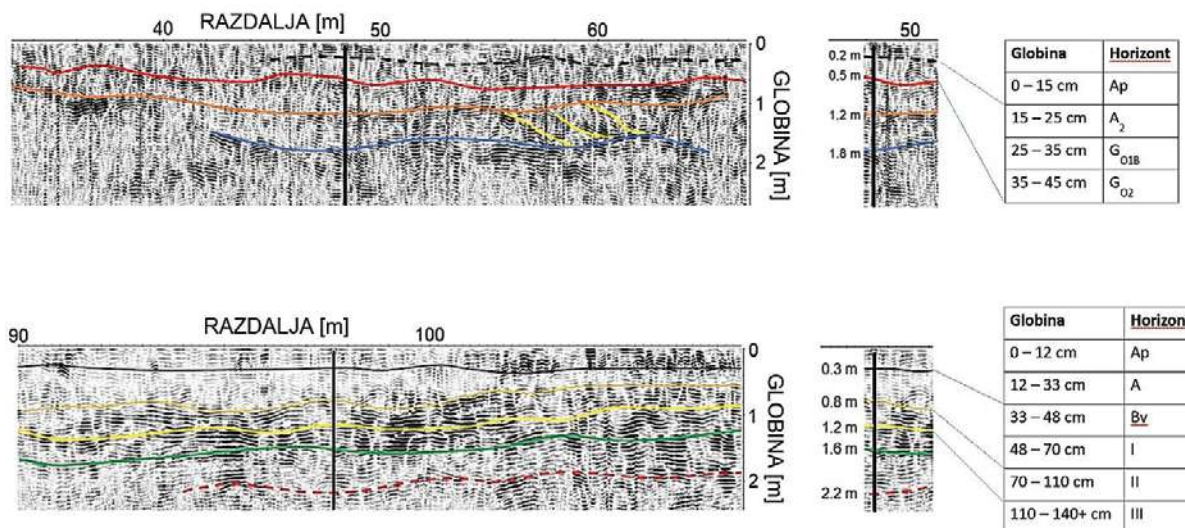 RAZDALJA [m]
40 50 60
0
1
2
GLOBINA [m]
50
0.2 m
0.5 m
1.2 m
1.8 m
Globina Horizont
0 – 15 cm Ap
15 – 25 cm A2
25 – 35 cm GO1B
35 – 45 cm GO2
RAZDALJA [m]
90 100
0
1
2
GLOBINA [m]
0.3 m
0.8 m
1.2 m
1.6 m
2.2 m
Globina Horizon
0 – 12 cm Ap
12 – 33 cm A
33 – 48 cm Bv
48 – 70 cm I
70 – 110 cm II
110 – 140+ cm III